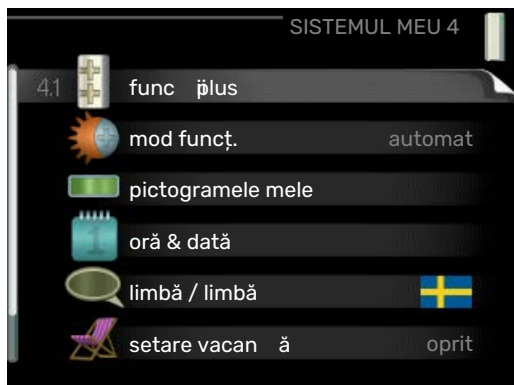 SISTEMUL MEU 4
4.1 func ții plus
mod funcț. automat
pictogramele mele
oră & dată
limbă / limbă
setare vacan ă oprit